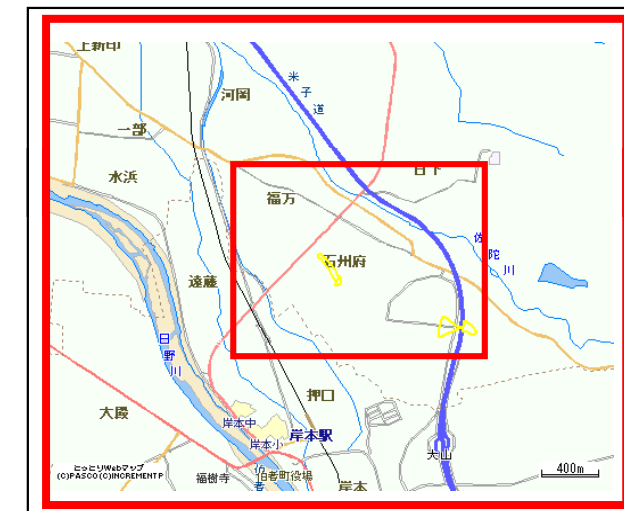 上新印
河岡
米子道
一部
水浜
日下
福万
佐陀川
石州府
遠藤
日野川
押口
大殿
岸本中
岸本駅
岸本小
大山
400m
とっとりWebマップ
(C)PASCO(C)INCREMENTP
福樹寺
伯耆町役場
岸本